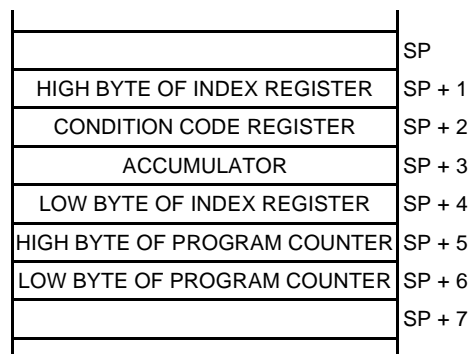 SP
HIGH BYTE OF INDEX REGISTER SP + 1
CONDITION CODE REGISTER SP + 2
ACCUMULATOR SP + 3
LOW BYTE OF INDEX REGISTER SP + 4
HIGH BYTE OF PROGRAM COUNTER SP + 5
LOW BYTE OF PROGRAM COUNTER SP + 6
SP + 7